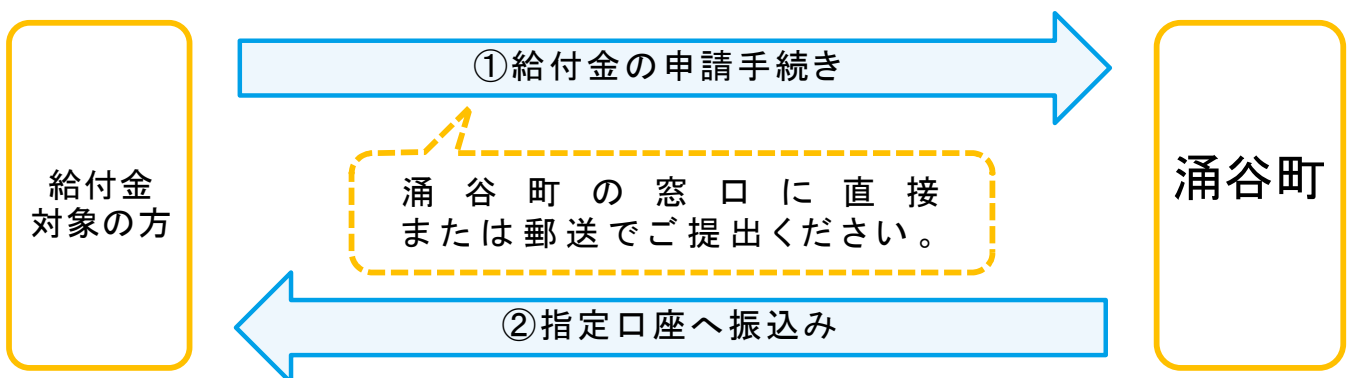 ①給付金の申請手続き
給付金
対象の方
涌谷町の窓口に直接
または郵送でご提出ください。
涌谷町
②指定口座へ振込み